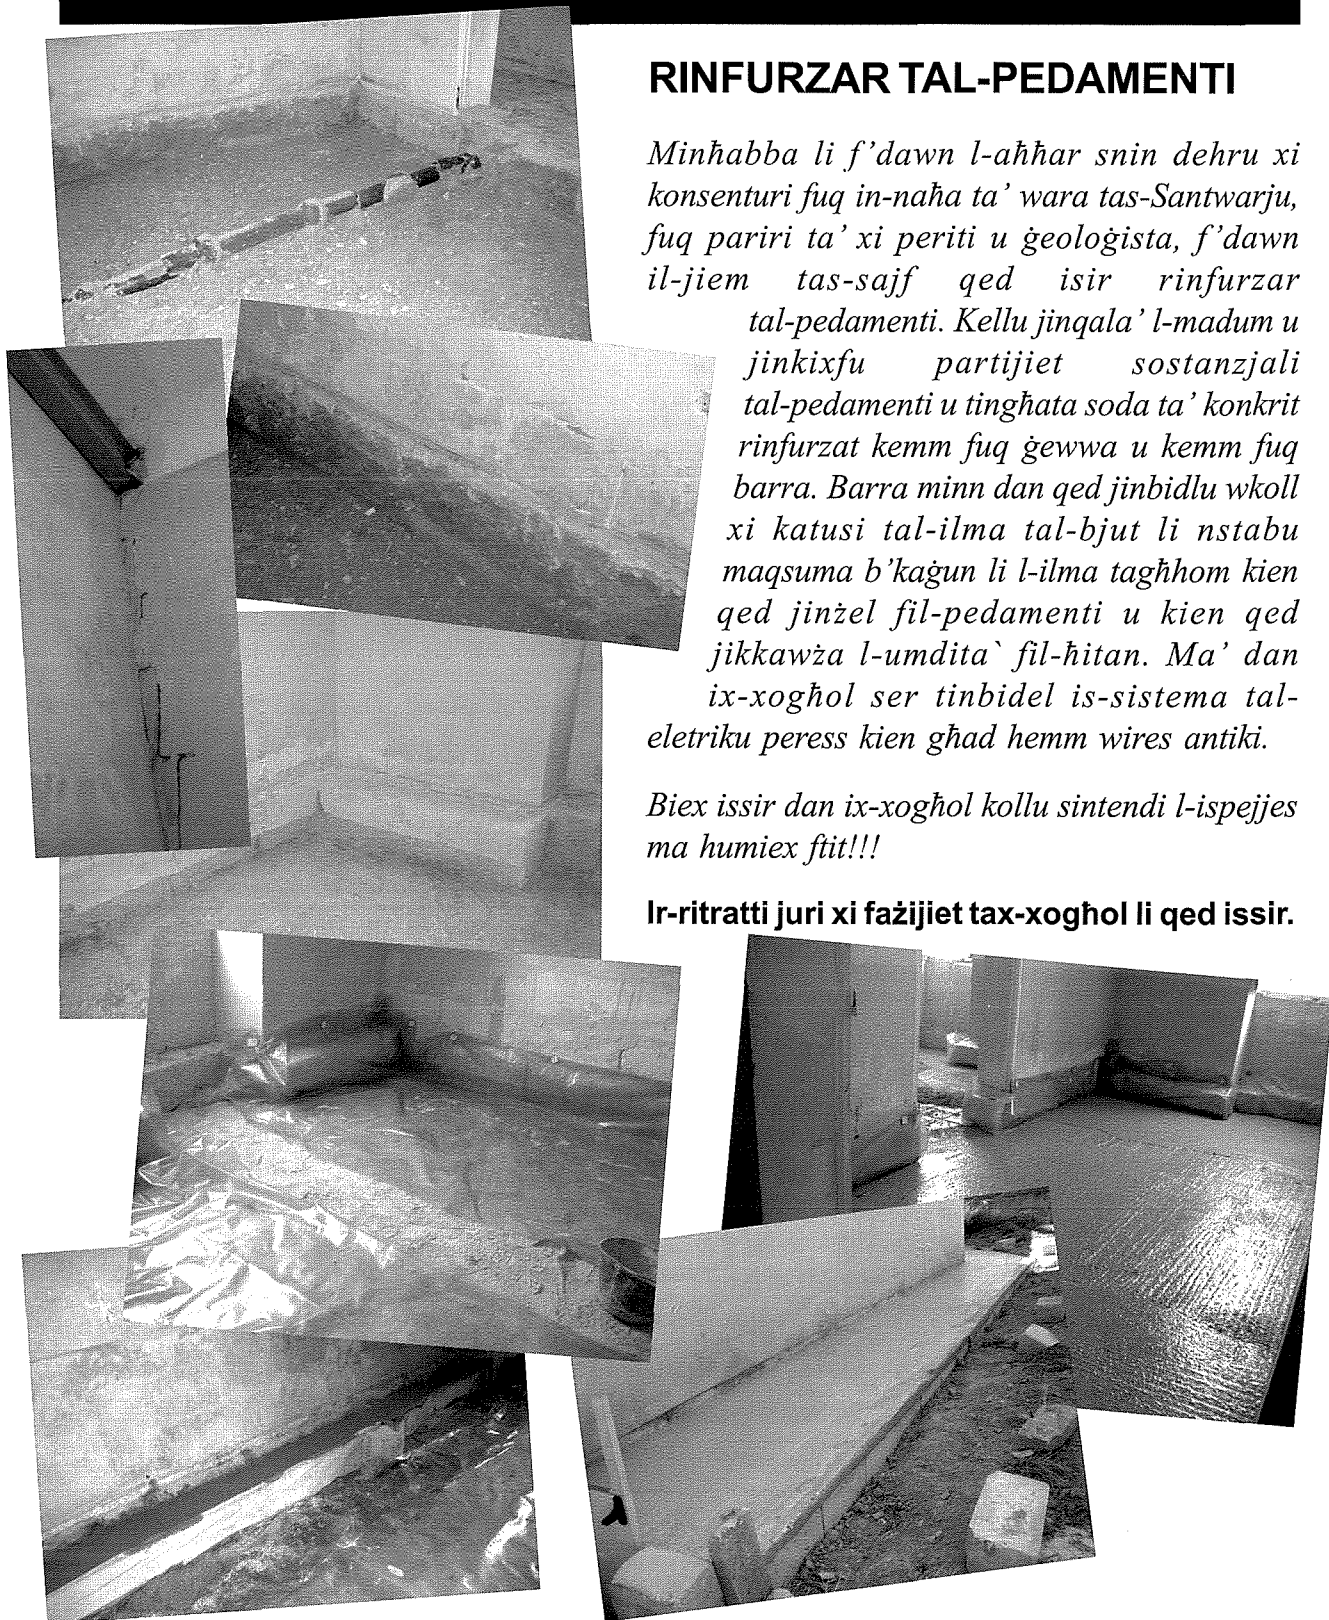 RINFURZAR TAL-PEDAMENTI
Minħabba li f'dawn l-aħħar snin dehru xi
konsenturi fuq in-naħa ta' wara tas-Santwarju,
fuq pariri ta' xi periti u ġeoloġista, f'dawn
il-jiem tas-sajf qed isir rinfurzar
tal-pedamenti. Kellu jinqala' l-madum u
jinkixfu partijiet sostanzjali
tal-pedamenti u tingħata soda ta' konkrit
rinfurzat kemm fuq ġewwa u kemm fuq
barra. Barra minn dan qed jinbidlu wkoll
xi katusi tal-ilma tal-bjut li nstabu
maqsuma b'kaġun li l-ilma tagħhom kien
qed jinżel fil-pedamenti u kien qed
jikkawża l-umdita` fil-ħitan. Ma' dan
ix-xogħol ser tinbidel is-sistema tal-
eletriku peress kien għad hemm wires antiki.
Biex issir dan ix-xogħol kollu sintendi l-ispejjes
ma humiex ftit!!!
Ir-ritratti juri xi fażijiet tax-xogħol li qed issir.